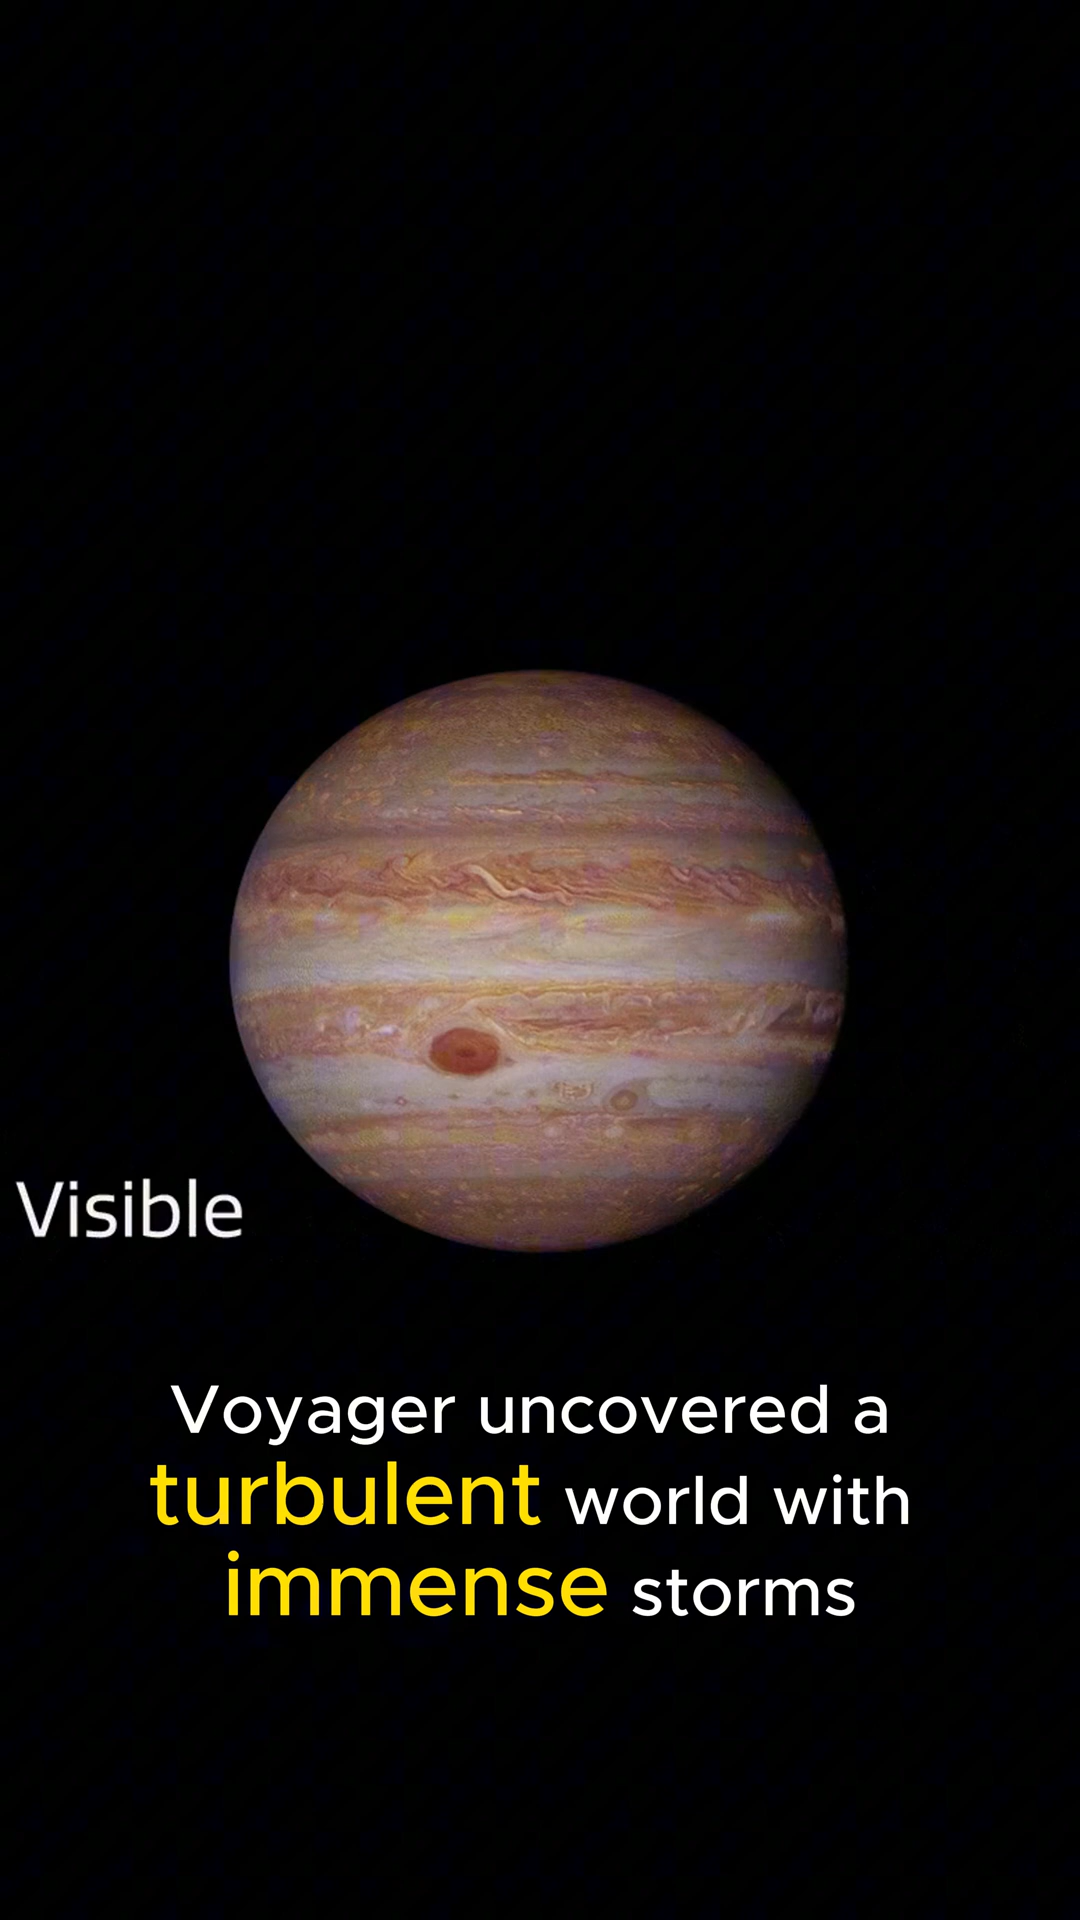 Visible
Voyager uncovered a
turbulent world with
immense storms